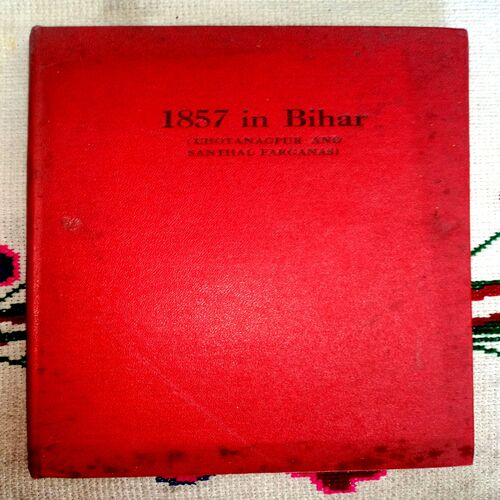 1857 in Bihar
(CHOTANAGPUR AND
SANTHAL PARGANAS)